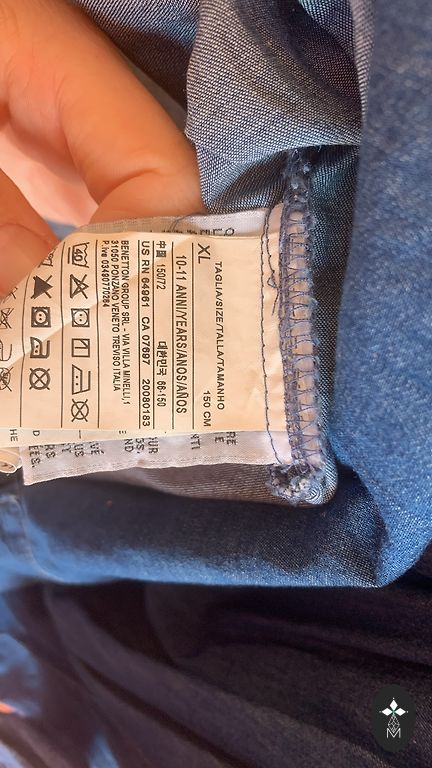 TAGLIA/SIZE/TALLA/TAMANHO
XL 150 CM
10-11 ANNI/YEARS/ANOS/AÑOS
中国 150/72 대한민국 66-150
US RN 84961 CA 07697 20080183
BENETTON GROUP SRL - VIA VILLA MINELLI,1
31050 PONZANO VENETO TREVISO ITALIA
P.iva 03490770264